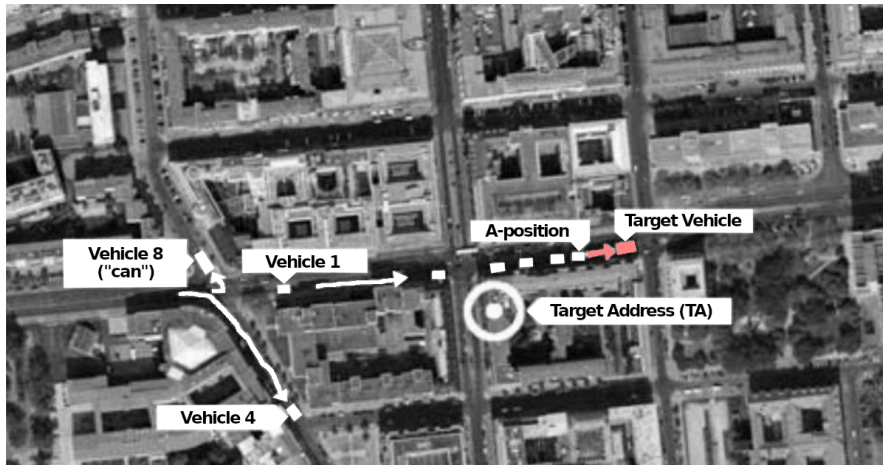 A-position
Target Vehicle
Vehicle 8
("can")
Vehicle 1
Target Address (TA)
Vehicle 4